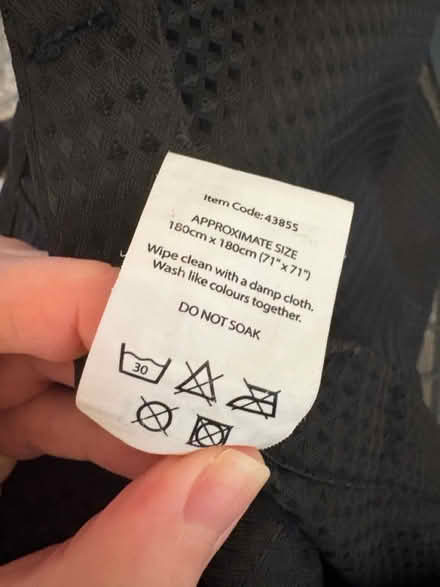 Item Code: 43855
APPROXIMATE SIZE
180cm x 180cm (71" x 71")
Wipe clean with a damp cloth.
Wash like colours together.
DO NOT SOAK
30